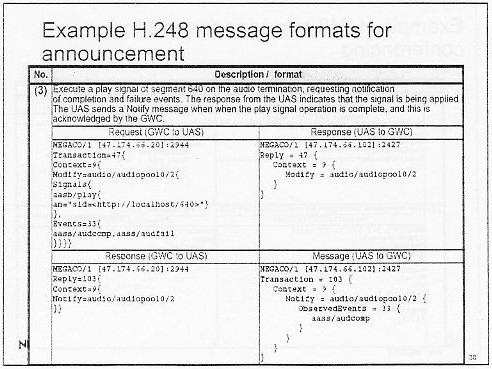 Example H.248 message formats for
announcement
No. Description / format
(3) Execute a play signal of segment 640 on the audio termination, requesting notification
of completion and failure events. The response from the UAS indicates that the signal is being applied
The UAS sends a Notify message when when the play signal operation is complete, and this is
acknowledged by the GWC.
Request (GWC to UAS)
MEGACO/1 [47.174.66.20]:2944
Transaction=47{
Context=9{
Modify=audio/audiopool0/2{
Signals{
aasb/play{
an="sid=<http://localhost/640>"}
},
Events=33{
aass/audcomp,aass/audfail
}}}}
Response (UAS to GWC)
MEGACO/1 [47.174.66.102]:2427
Reply = 47 {
Context = 9 {
Modify = audio/audiopool0/2
}
}
Response (GWC to UAS)
MEGACO/1 [47.174.66.20]:2944
Reply=103{
Context=9{
Notify=audio/audiopool0/2
}}
Message (UAS to GWC)
MEGACO/1 [47.174.66.102]:2427
Transaction = 103 {
Context = 9 {
Notify = audio/audiopool0/2 {
ObservedEvents = 33 {
aass/audcomp
}
}
}
}
30